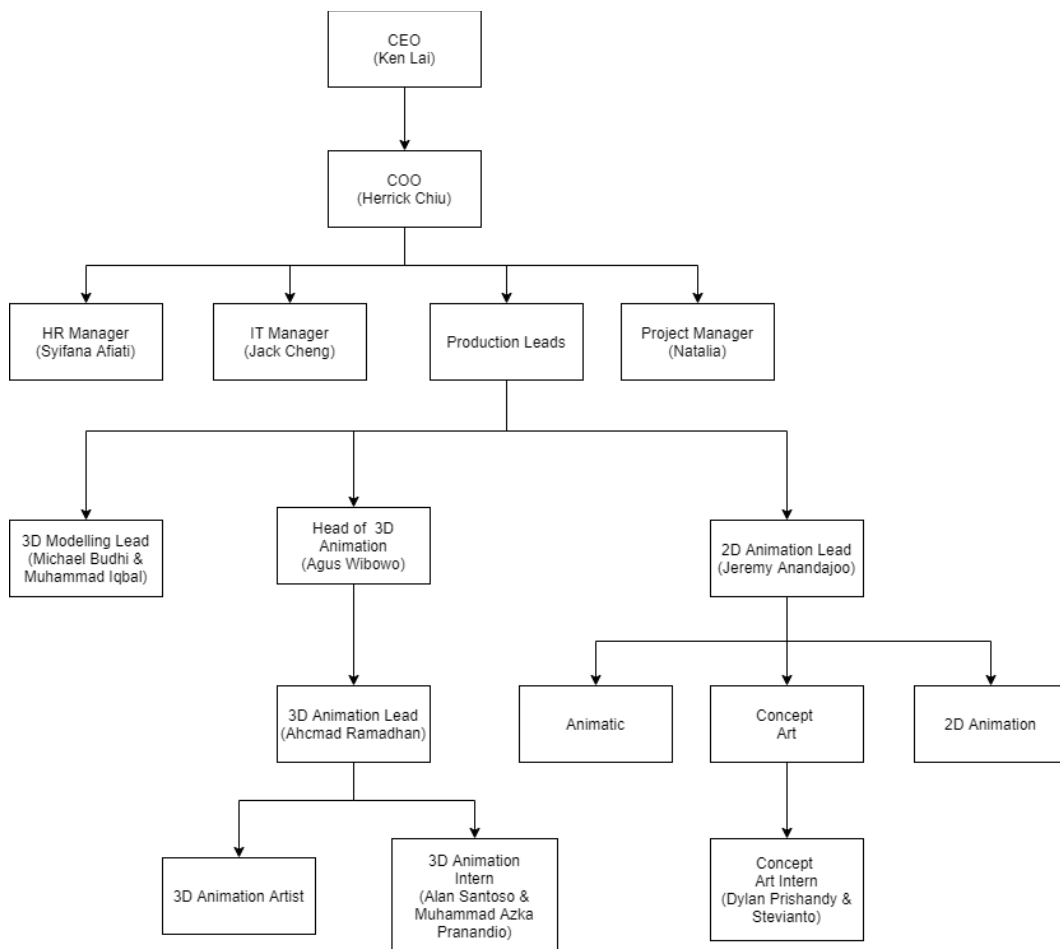 CEO
(Ken Lai)
COO
(Herrick Chiu)
HR Manager
(Syifana Afiati)
IT Manager
(Jack Cheng)
Production Leads
Project Manager
(Natalia)
3D Modelling Lead
(Michael Budhi &
Muhammad Iqbal)
Head of 3D
Animation
(Agus Wibowo)
2D Animation Lead
(Jeremy Anandajoo)
3D Animation Lead
(Ahcmad Ramadhan)
Animatic
Concept
Art
2D Animation
3D Animation Artist
3D Animation
Intern
(Alan Santoso &
Muhammad Azka
Pranandio)
Concept
Art Intern
(Dylan Prishandy &
Stevianto)